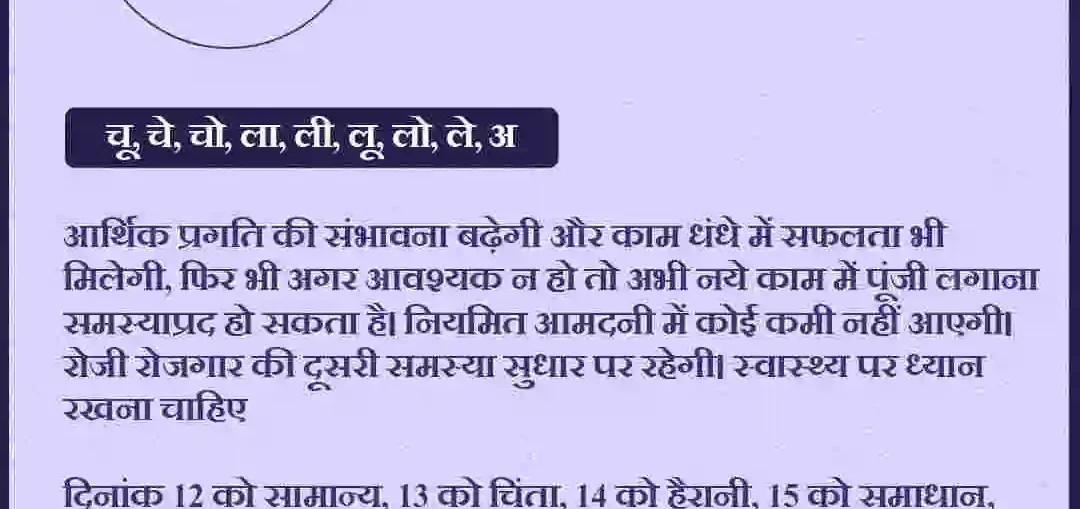 चू, चे, चो, ला, ली, लू, लो, ले, अ
आर्थिक प्रगति की संभावना बढ़ेगी और काम धंधे में सफलता भी
मिलेगी, फिर भी अगर आवश्यक न हो तो अभी नये काम में पूंजी लगाना
समस्याप्रद हो सकता है। नियमित आमदनी में कोई कमी नहीं आएगी।
रोजी रोजगार की दूसरी समस्या सुधार पर रहेगी। स्वास्थ्य पर ध्यान
रखना चाहिए
दिनांक 12 को सामान्य, 13 को चिंता, 14 को हैरानी, 15 को समाधान,